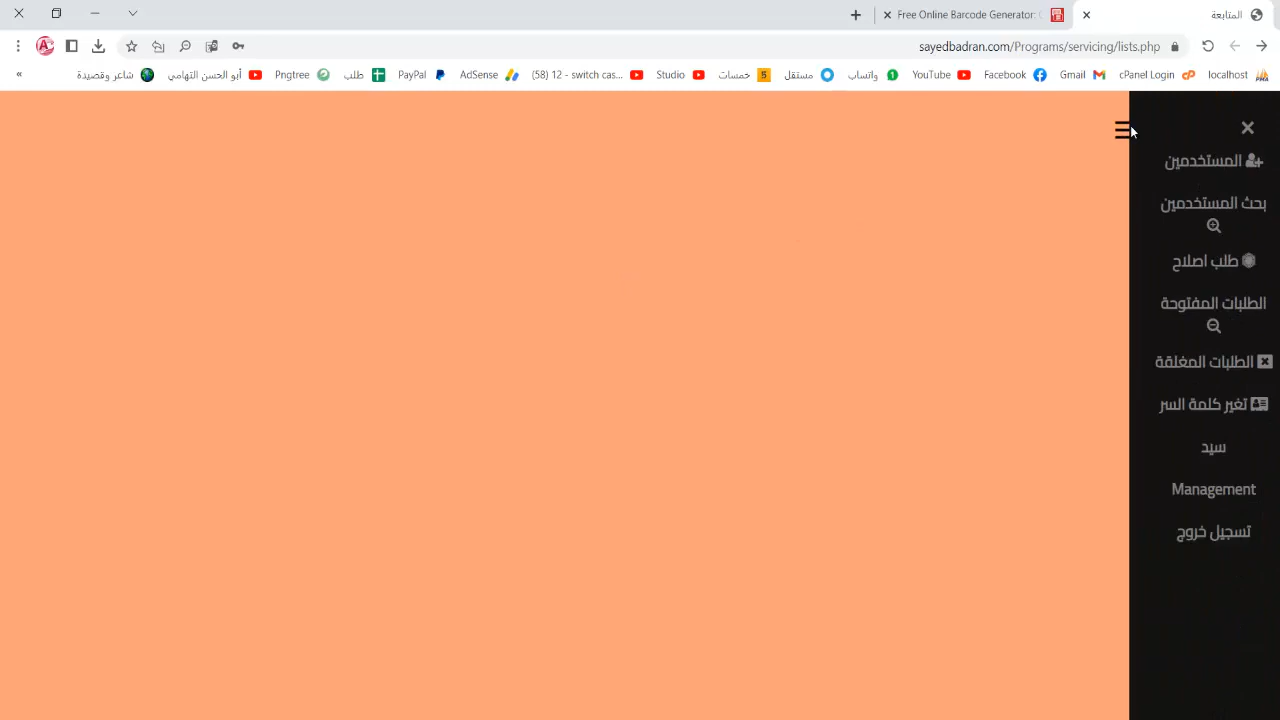 المتابعة
Free Online Barcode Generator:
sayedbadran.com/Programs/servicing/lists.php
localhost
cPanel Login
Gmail
Facebook
YouTube
واتساب
مستقل
خمسات
Studio
(58) 12 - switch cas...
AdSense
PayPal
طلب
Pngtree
أبو الحسن التهامي
شاعر وقصيدة
«
المستخدمين
بحث المستخدمين
طلب اصلاح
الطلبات المفتوحة
الطلبات المغلقة
تغير كلمة السر
سيد
Management
تسجيل خروج